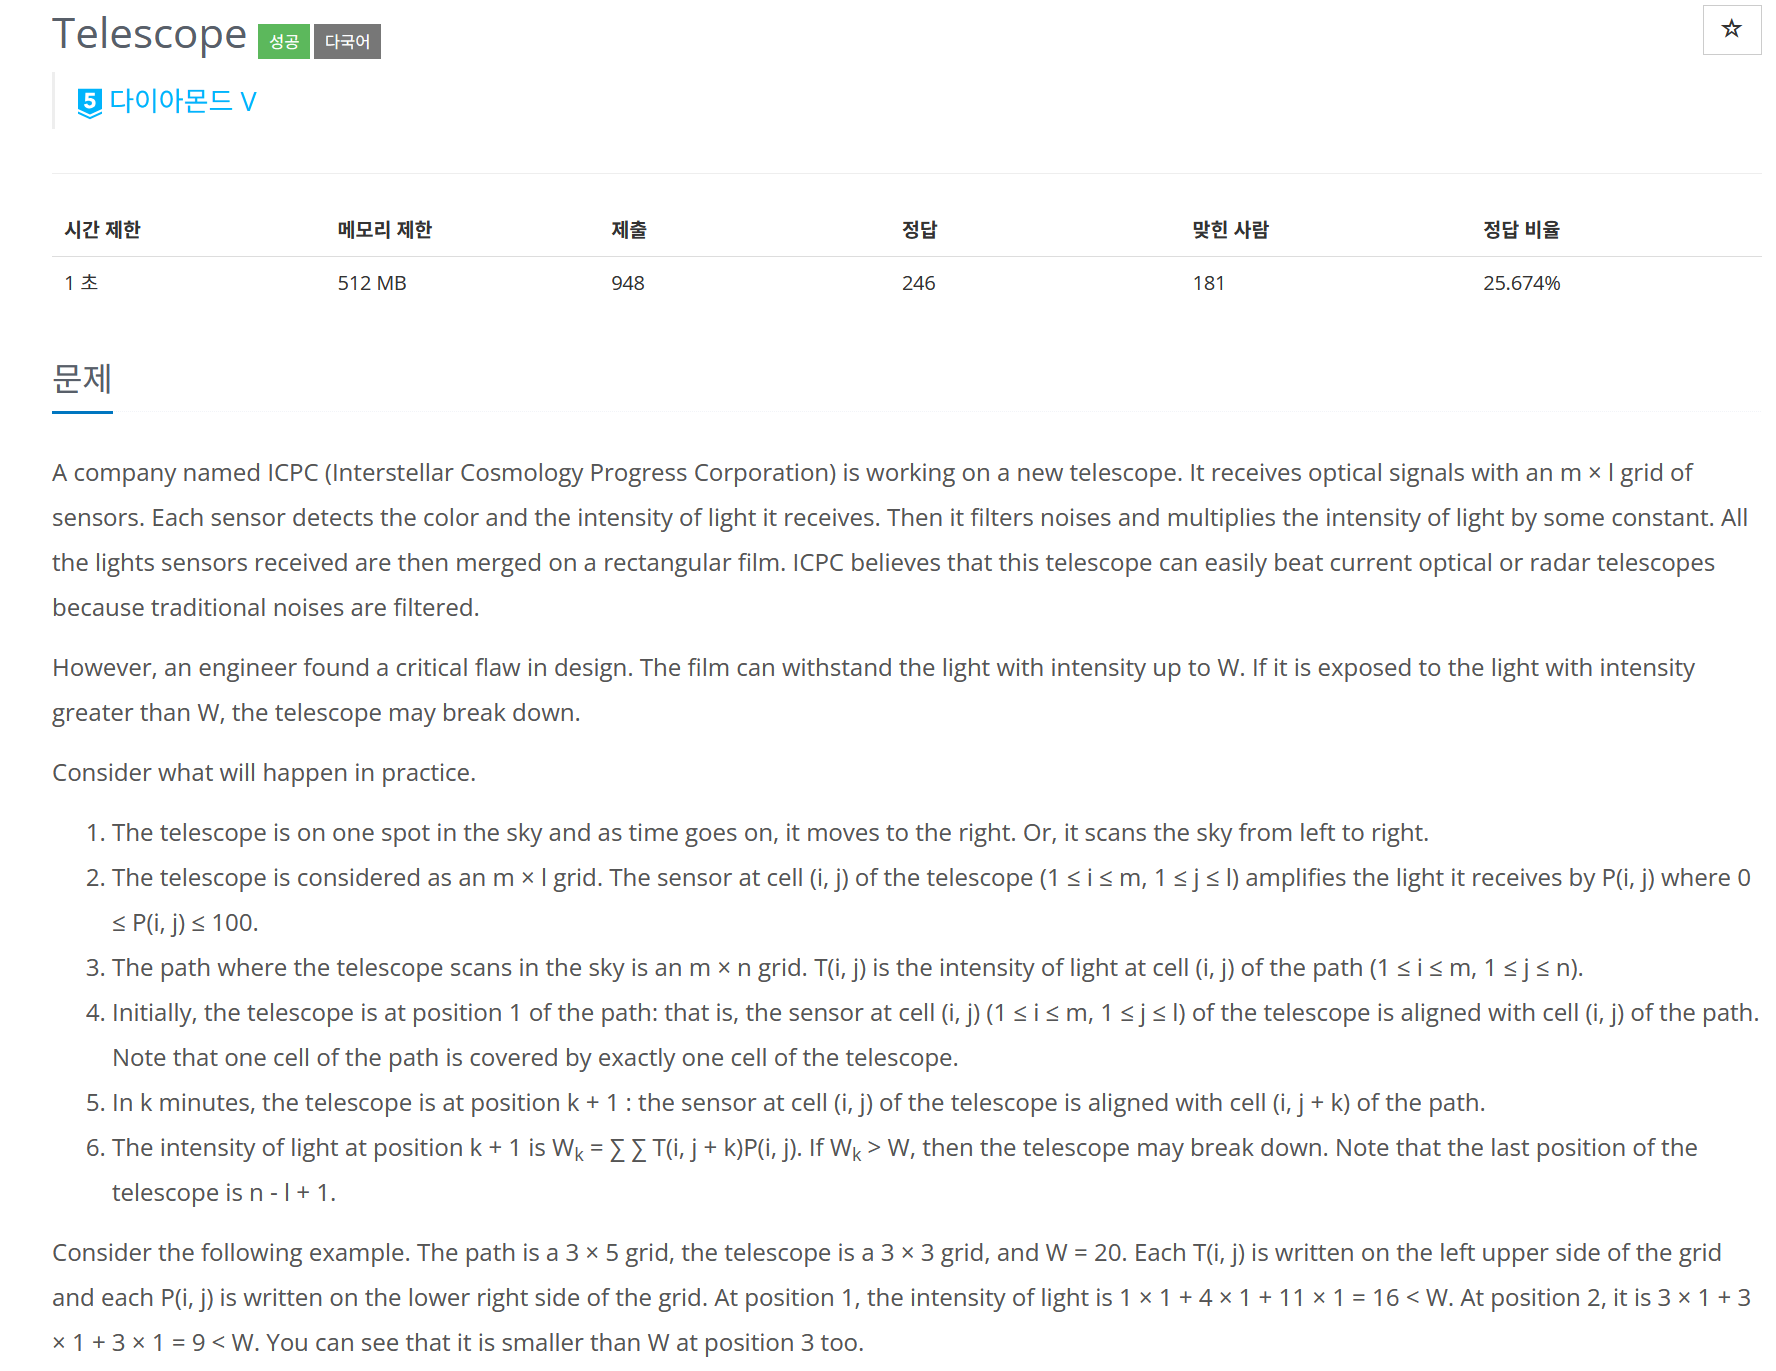 Telescope 성공 다국어
☆
5 다이아몬드 V
시간 제한 메모리 제한 제출 정답 맞힌 사람 정답 비율
1 초 512 MB 948 246 181 25.674%
문제
A company named ICPC (Interstellar Cosmology Progress Corporation) is working on a new telescope. It receives optical signals with an m × l grid of
sensors. Each sensor detects the color and the intensity of light it receives. Then it filters noises and multiplies the intensity of light by some constant. All
the lights sensors received are then merged on a rectangular film. ICPC believes that this telescope can easily beat current optical or radar telescopes
because traditional noises are filtered.
However, an engineer found a critical flaw in design. The film can withstand the light with intensity up to W. If it is exposed to the light with intensity
greater than W, the telescope may break down.
Consider what will happen in practice.
1. The telescope is on one spot in the sky and as time goes on, it moves to the right. Or, it scans the sky from left to right.
2. The telescope is considered as an m × l grid. The sensor at cell (i, j) of the telescope (1 ≤ i ≤ m, 1 ≤ j ≤ l) amplifies the light it receives by P(i, j) where 0
≤ P(i, j) ≤ 100.
3. The path where the telescope scans in the sky is an m × n grid. T(i, j) is the intensity of light at cell (i, j) of the path (1 ≤ i ≤ m, 1 ≤ j ≤ n).
4. Initially, the telescope is at position 1 of the path: that is, the sensor at cell (i, j) (1 ≤ i ≤ m, 1 ≤ j ≤ l) of the telescope is aligned with cell (i, j) of the path.
Note that one cell of the path is covered by exactly one cell of the telescope.
5. In k minutes, the telescope is at position k + 1 : the sensor at cell (i, j) of the telescope is aligned with cell (i, j + k) of the path.
6. The intensity of light at position k + 1 is Wk = ∑ ∑ T(i, j + k)P(i, j). If Wk > W, then the telescope may break down. Note that the last position of the
telescope is n - l + 1.
Consider the following example. The path is a 3 × 5 grid, the telescope is a 3 × 3 grid, and W = 20. Each T(i, j) is written on the left upper side of the grid
and each P(i, j) is written on the lower right side of the grid. At position 1, the intensity of light is 1 × 1 + 4 × 1 + 11 × 1 = 16 < W. At position 2, it is 3 × 1 + 3
× 1 + 3 × 1 = 9 < W. You can see that it is smaller than W at position 3 too.